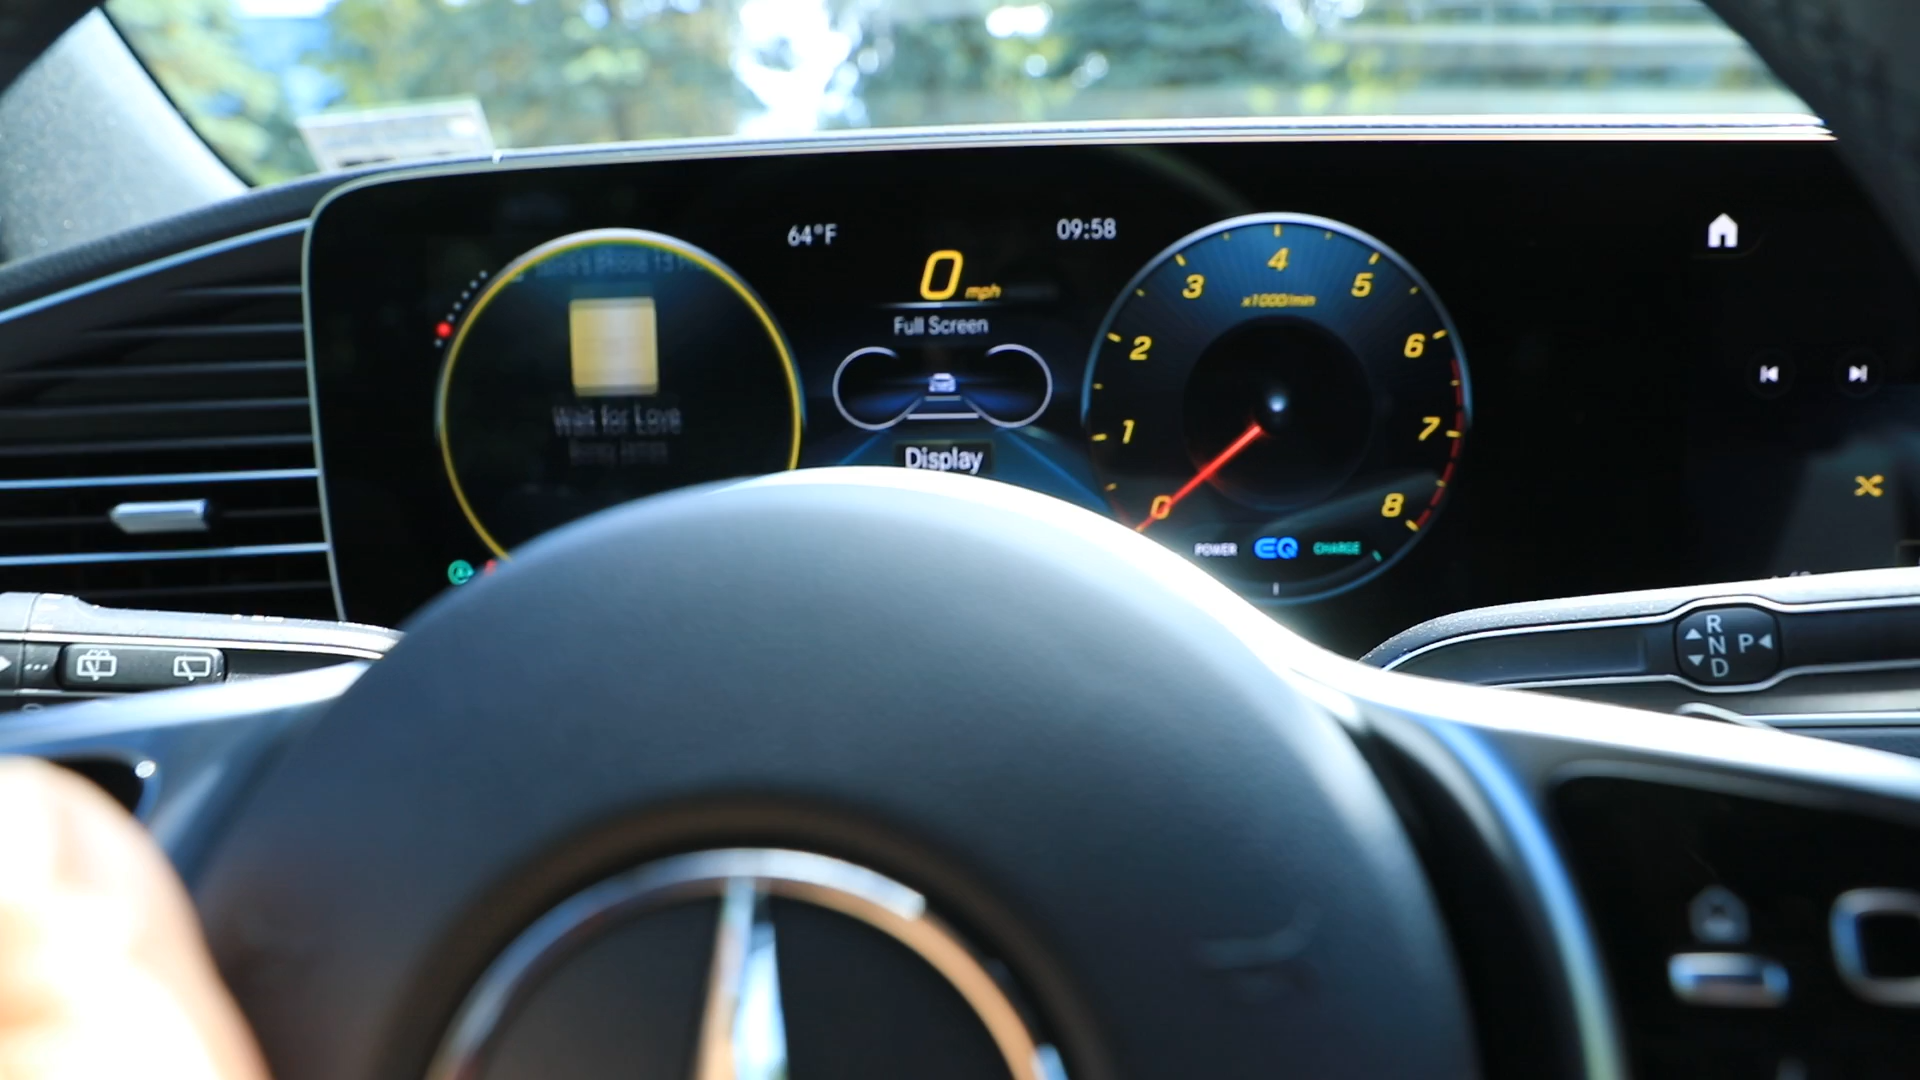 64°F
09:58
0 mph
Full Screen
Wait for Love
Display
4
3
5
x1000/min
2
6
1
7
0
8
POWER
EQ
CHARGE
R
N
P
D